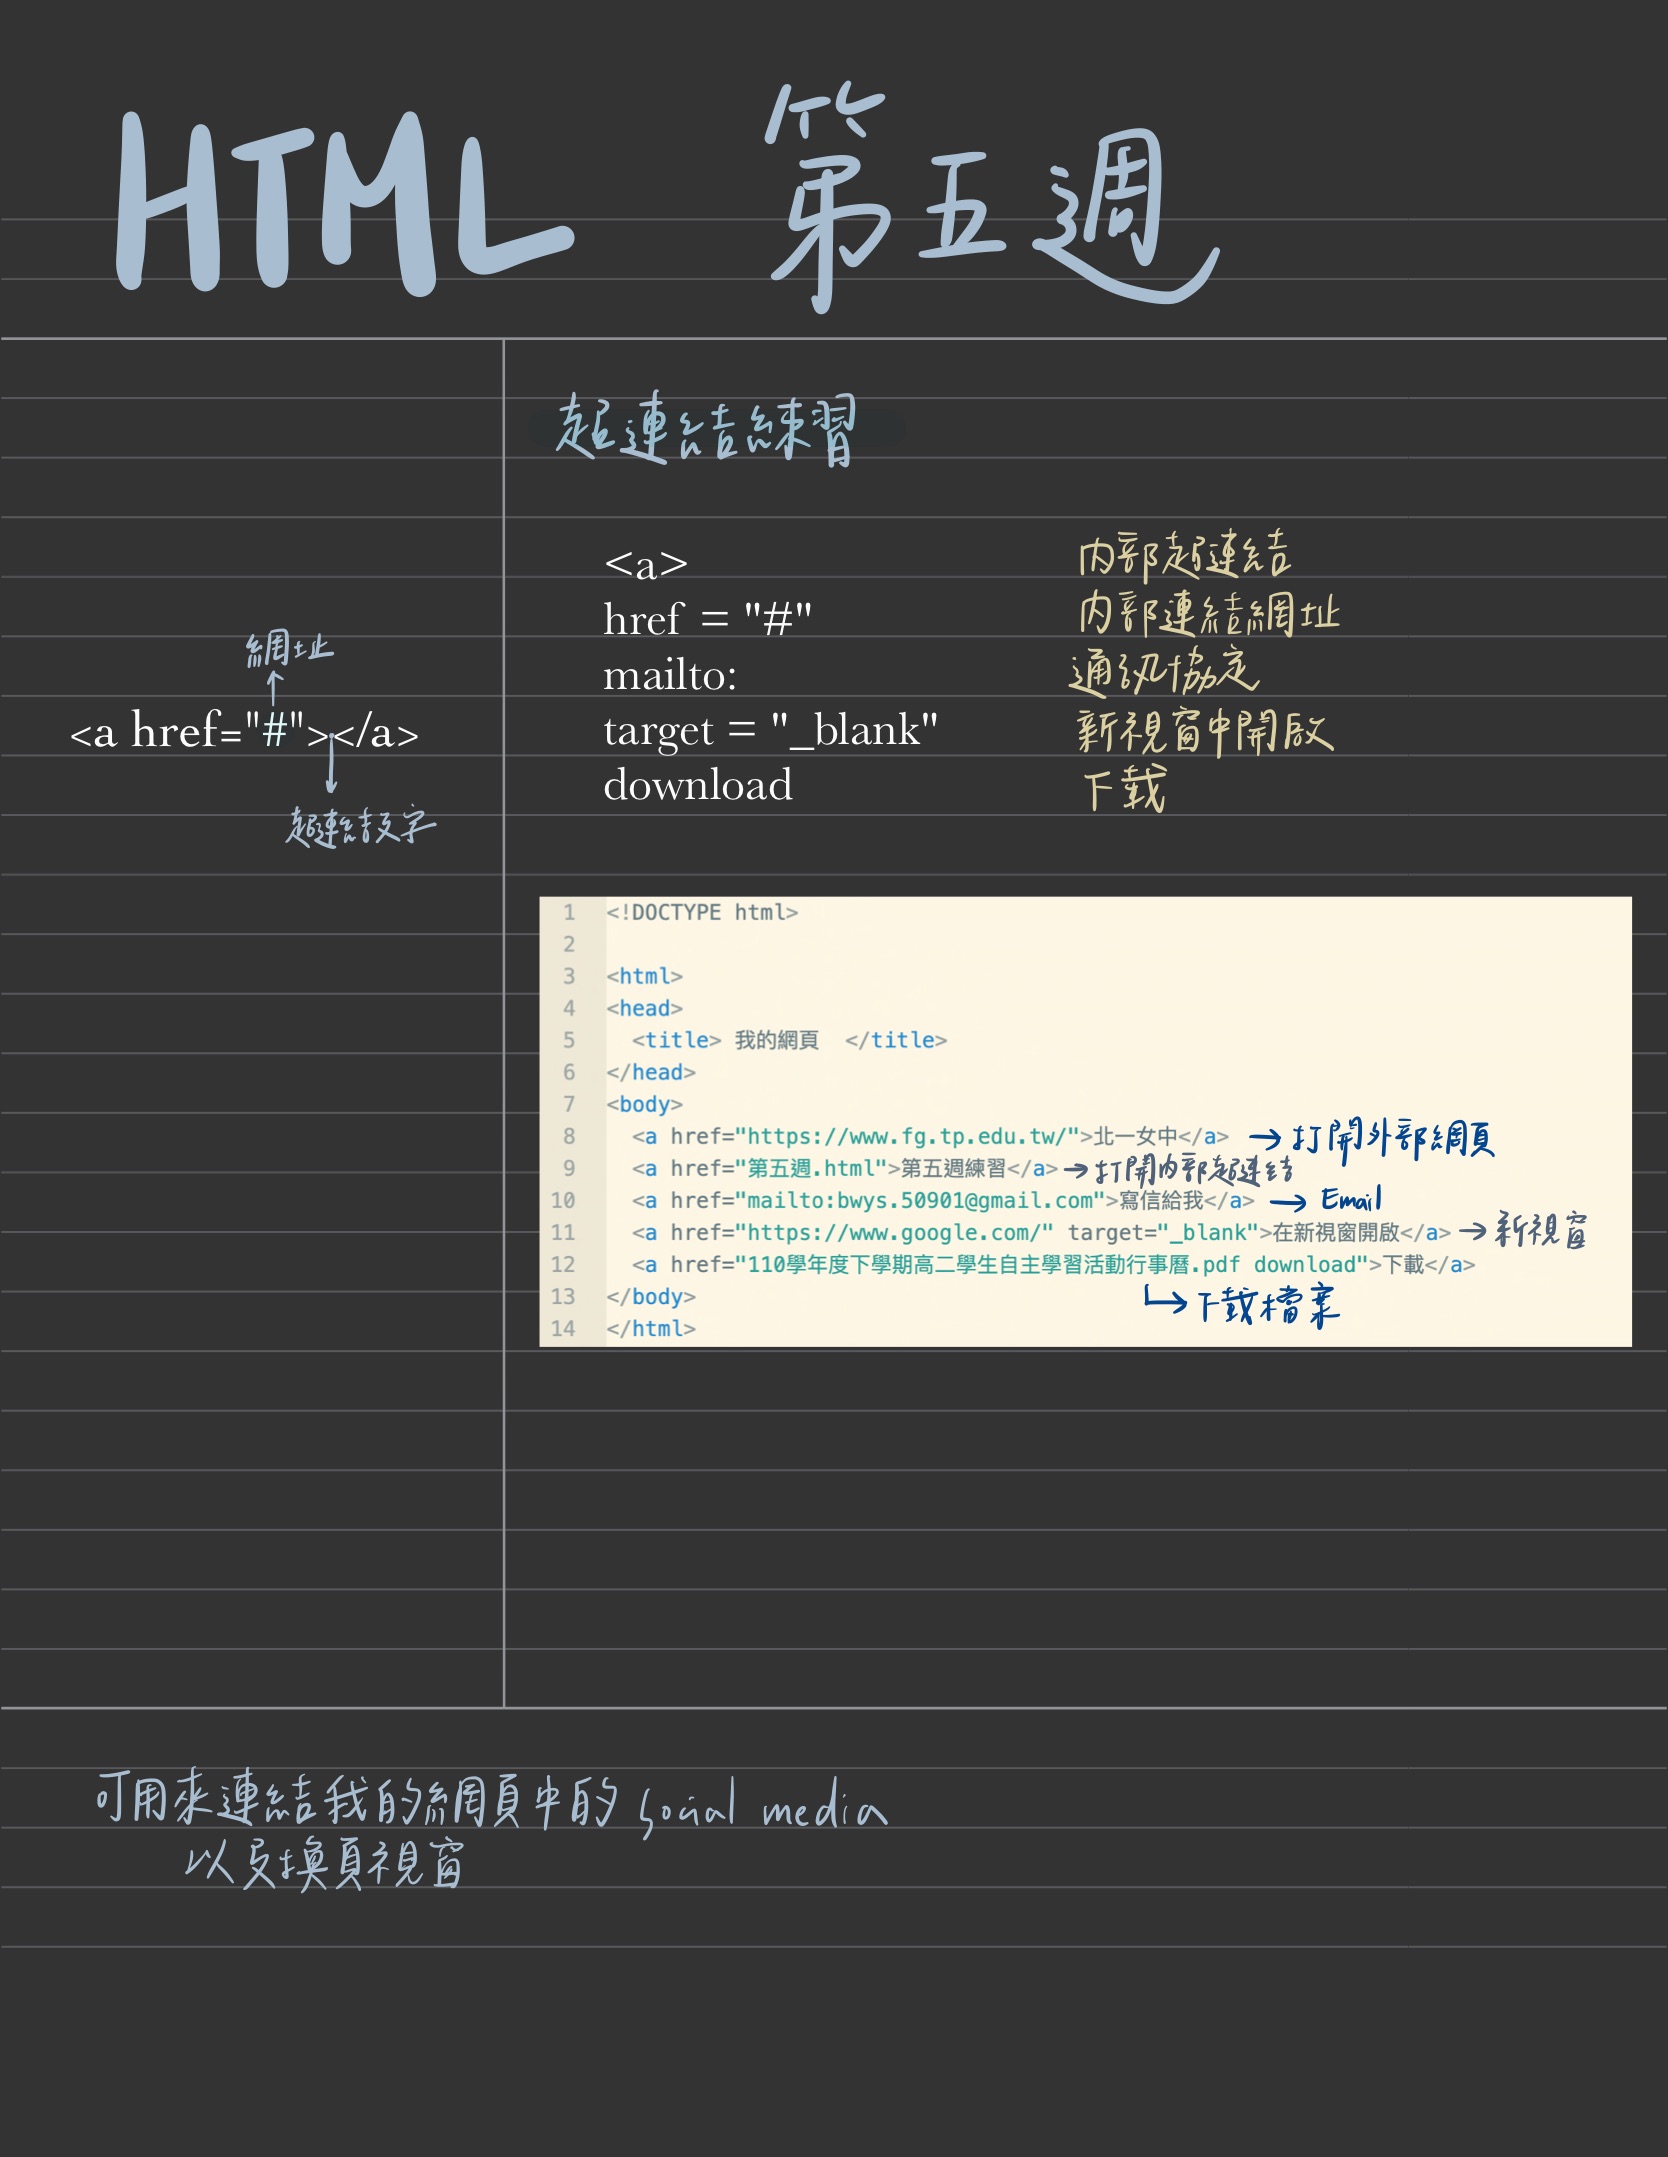 HTML 第五週
超連結練習
網址
<a href="#"></a>
超連結文字
<a> 內部超連結
href = "#" 內部連結網址
mailto: 通訊協定
target = "_blank" 新視窗中開啟
download 下載
1 <!DOCTYPE html>
2
3 <html>
4 <head>
5 <title> 我的網頁 </title>
6 </head>
7 <body>
8 <a href="https://www.fg.tp.edu.tw/">北一女中</a> → 打開外部網頁
9 <a href="第五週.html">第五週練習</a> → 打開內部超連結
10 <a href="mailto:bwys.50901@gmail.com">寫信給我</a> → Email
11 <a href="https://www.google.com/" target="_blank">在新視窗開啟</a> → 新視窗
12 <a href="110學年度下學期高二學生自主學習活動行事曆.pdf download">下載</a>
13 </body> ↳ 下載檔案
14 </html>
可用來連結我的網頁中的 social media
以及換頁視窗